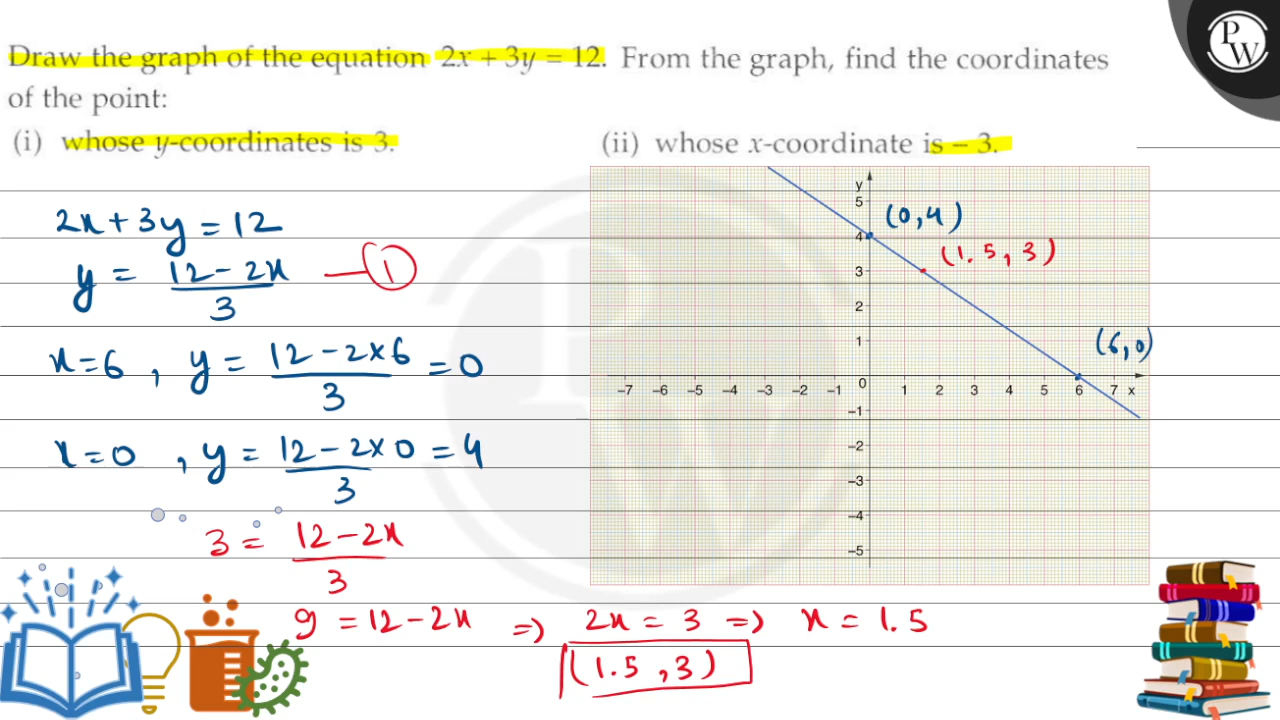 Draw the graph of the equation 2x + 3y = 12. From the graph, find the coordinates
of the point:
(i) whose y-coordinates is 3. (ii) whose x-coordinate is – 3.
PW
2x + 3y = 12
y = 12 - 2x / 3 — 1
x = 6 , y = 12 - 2×6 / 3 = 0
x = 0 , y = 12 - 2×0 / 3 = 4
3 = 12 - 2x / 3
9 = 12 - 2x => 2x = 3 => x = 1.5
(1.5 , 3)
y
5
(0,4)
4
(1.5, 3)
3
2
1
(6,0)
–7 –6 –5 –4 –3 –2 –1 0 1 2 3 4 5 6 7 x
–1
–2
–3
–4
–5